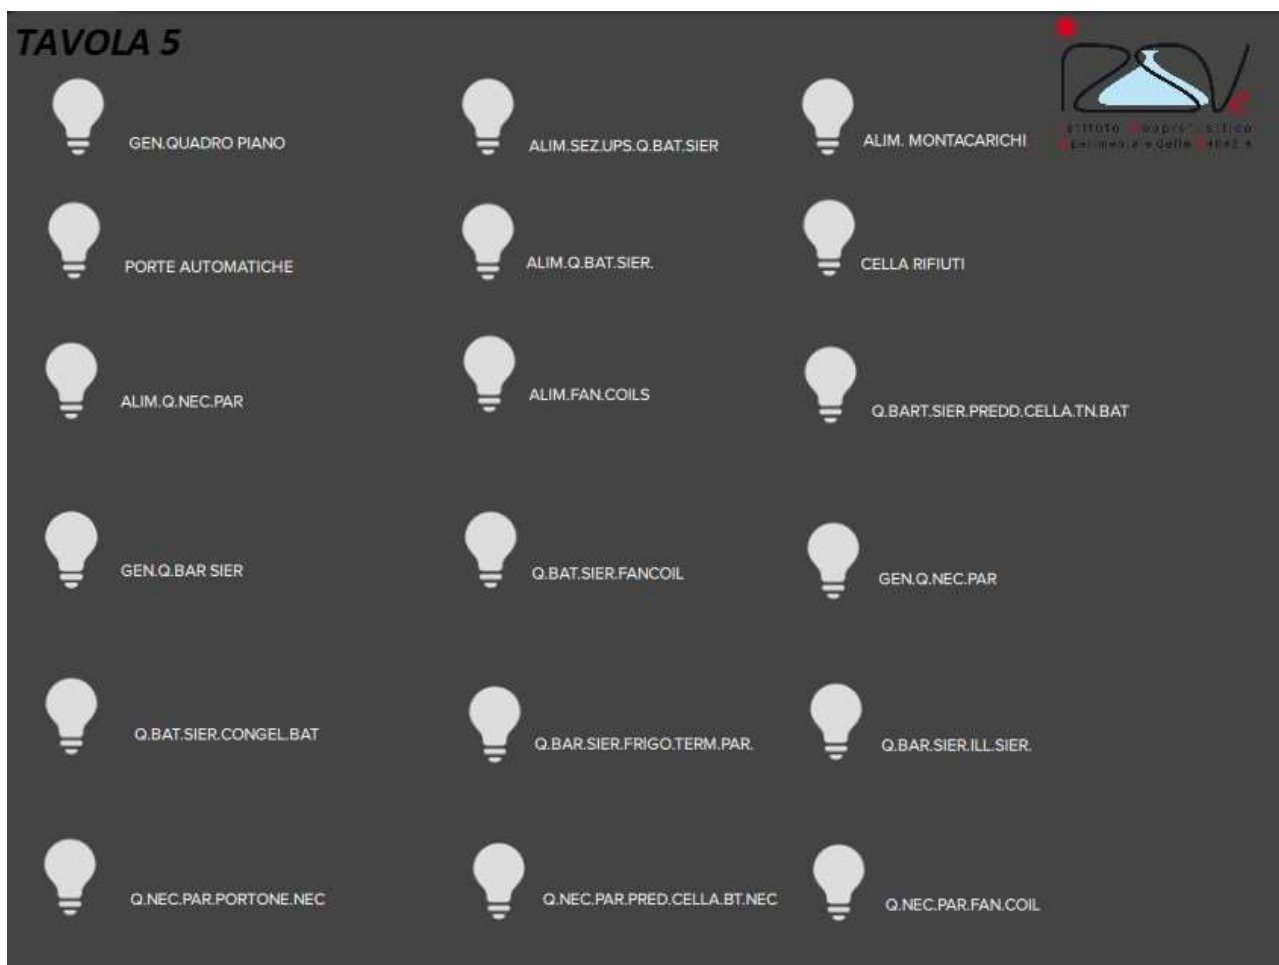 TAVOLA 5
GEN.QUADRO PIANO
ALIM.SEZ.UPS.Q.BAT.SIER
ALIM. MONTACARICHI
PORTE AUTOMATICHE
ALIM.Q.BAT.SIER.
CELLA RIFIUTI
ALIM.Q.NEC.PAR
ALIM.FAN.COILS
Q.BART.SIER.PREDD.CELLA.TN.BAT
GEN.Q.BAR SIER
Q.BAT.SIER.FANCOIL
GEN.Q.NEC.PAR
Q.BAT.SIER.CONGEL.BAT
Q.BAR.SIER.FRIGO.TERM.PAR.
Q.BAR.SIER.ILL.SIER.
Q.NEC.PAR.PORTONE.NEC
Q.NEC.PAR.PRED.CELLA.BT.NEC
Q.NEC.PAR.FAN.COIL